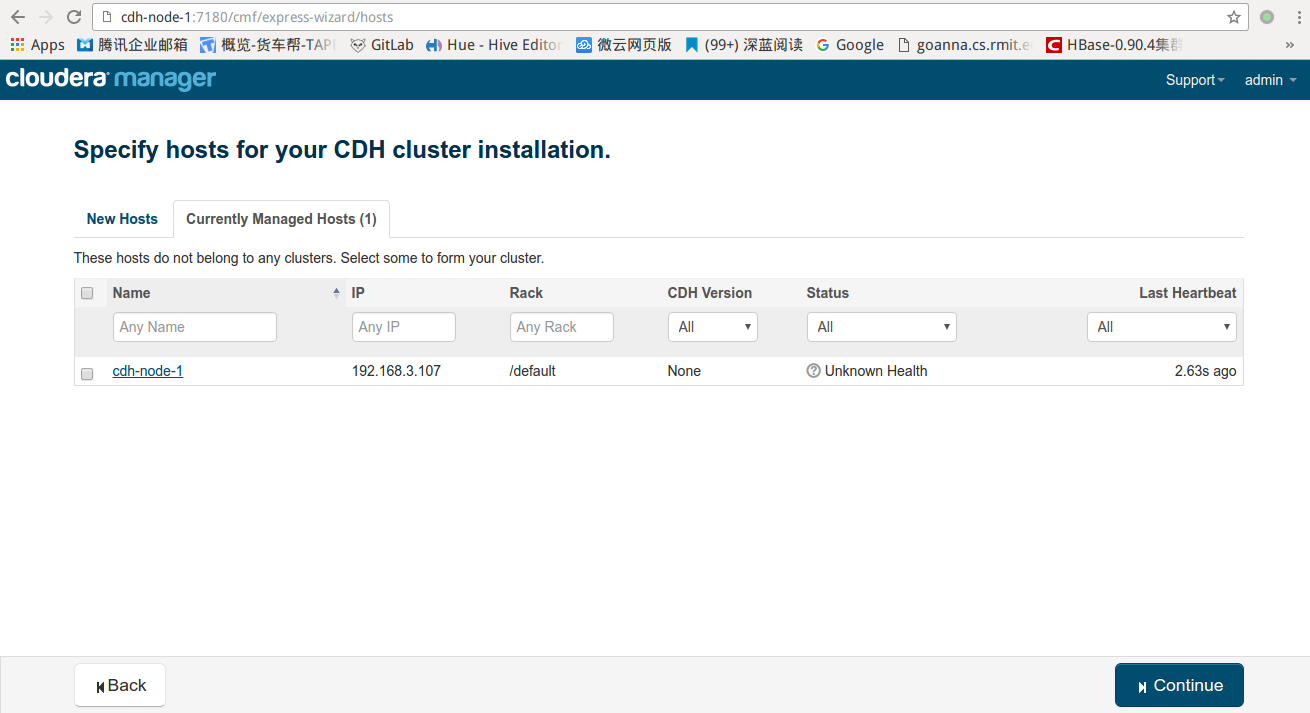 cdh-node-1:7180/cmf/express-wizard/hosts
Apps 腾讯企业邮箱 概览-货车帮-TAP GitLab Hue - Hive Editor 微云网页版 (99+) 深蓝阅读 Google goanna.cs.rmit.e HBase-0.90.4集群 »
cloudera manager Support admin
Specify hosts for your CDH cluster installation.
New Hosts Currently Managed Hosts (1)
These hosts do not belong to any clusters. Select some to form your cluster.
Name IP Rack CDH Version Status Last Heartbeat
Any Name Any IP Any Rack All All All
cdh-node-1 192.168.3.107 /default None Unknown Health 2.63s ago
Back Continue